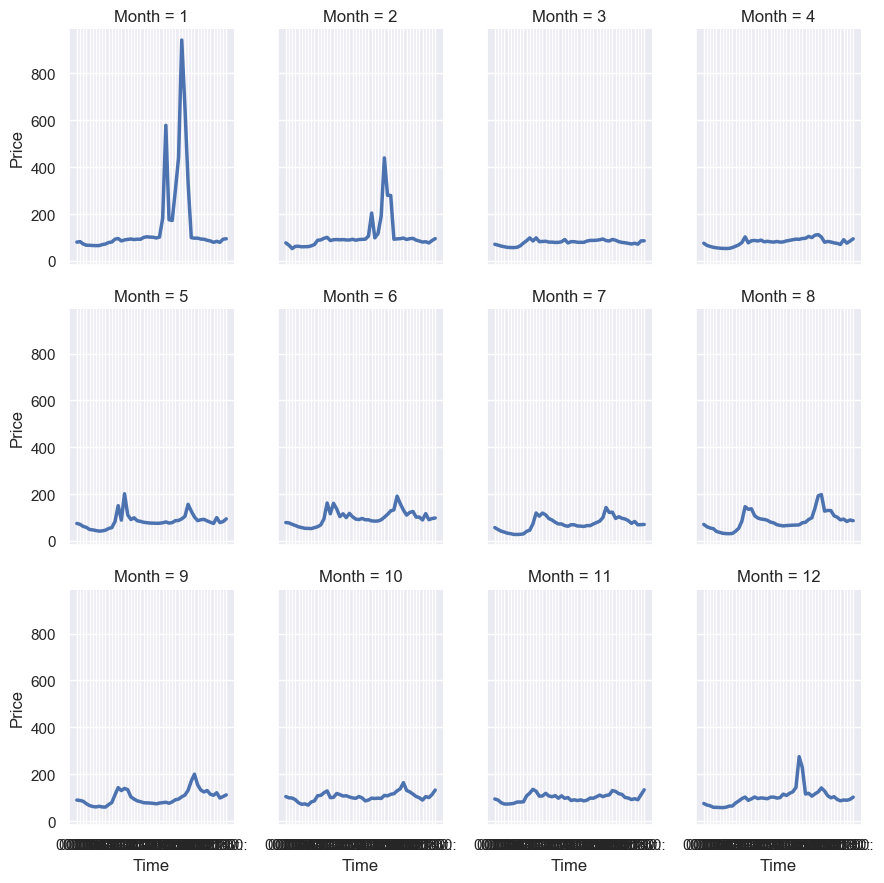 Month = 1
Month = 2
Month = 3
Month = 4
800
600
400
200
0
Price
Month = 5
Month = 6
Month = 7
Month = 8
800
600
400
200
0
Price
Month = 9
Month = 10
Month = 11
Month = 12
800
600
400
200
0
Price
Time
Time
Time
Time